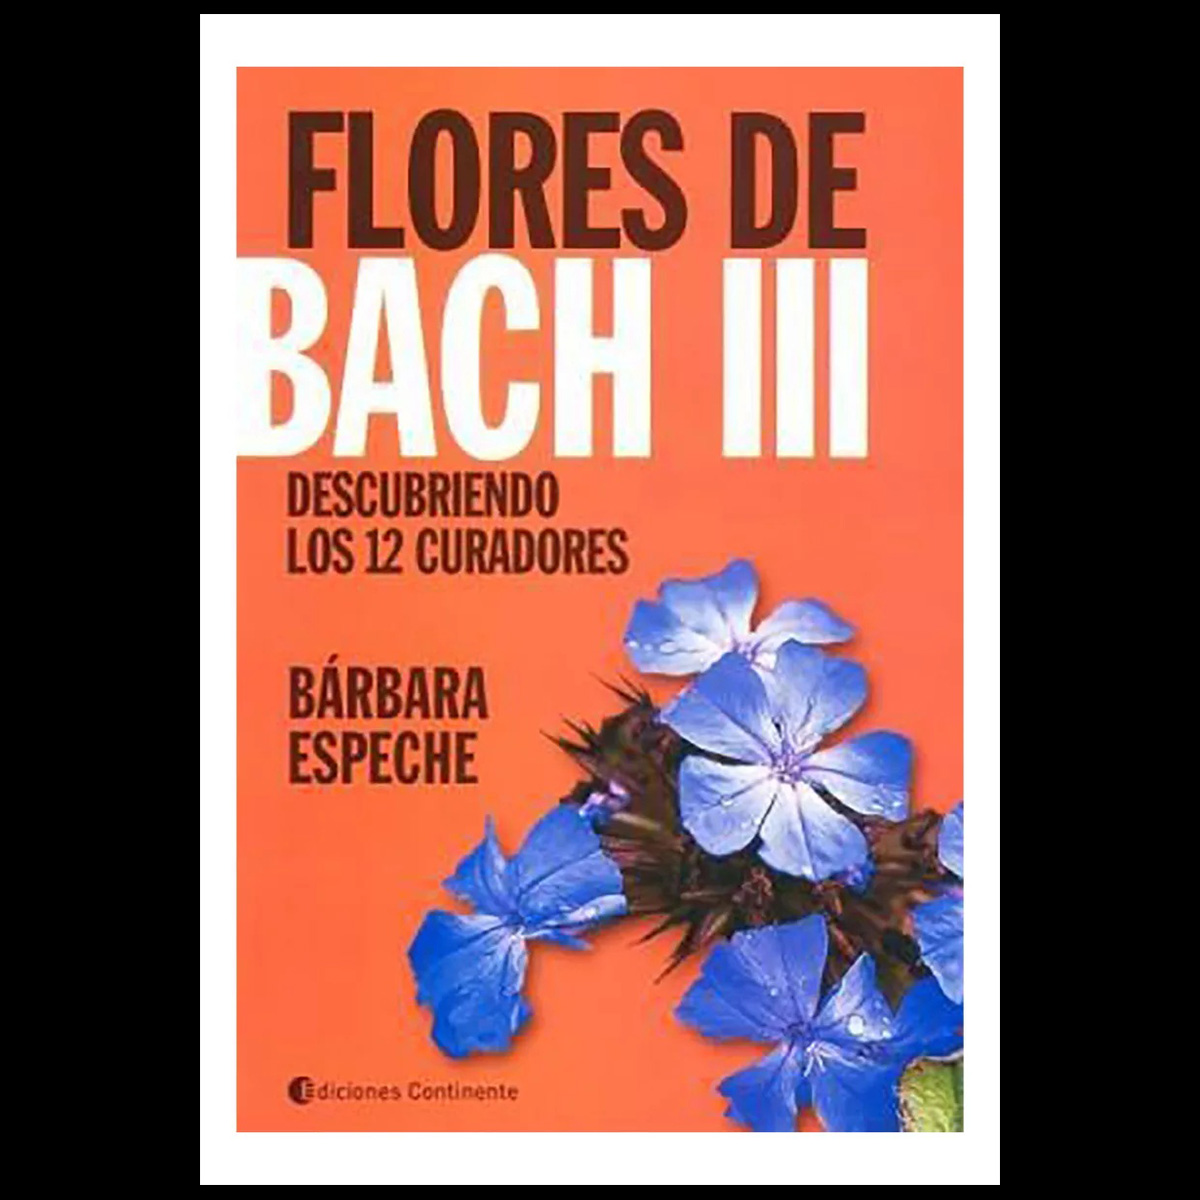 FLORES DE
BACH III
DESCUBRIENDO
LOS 12 CURADORES
BÁRBARA
ESPECHE
Ediciones Continente